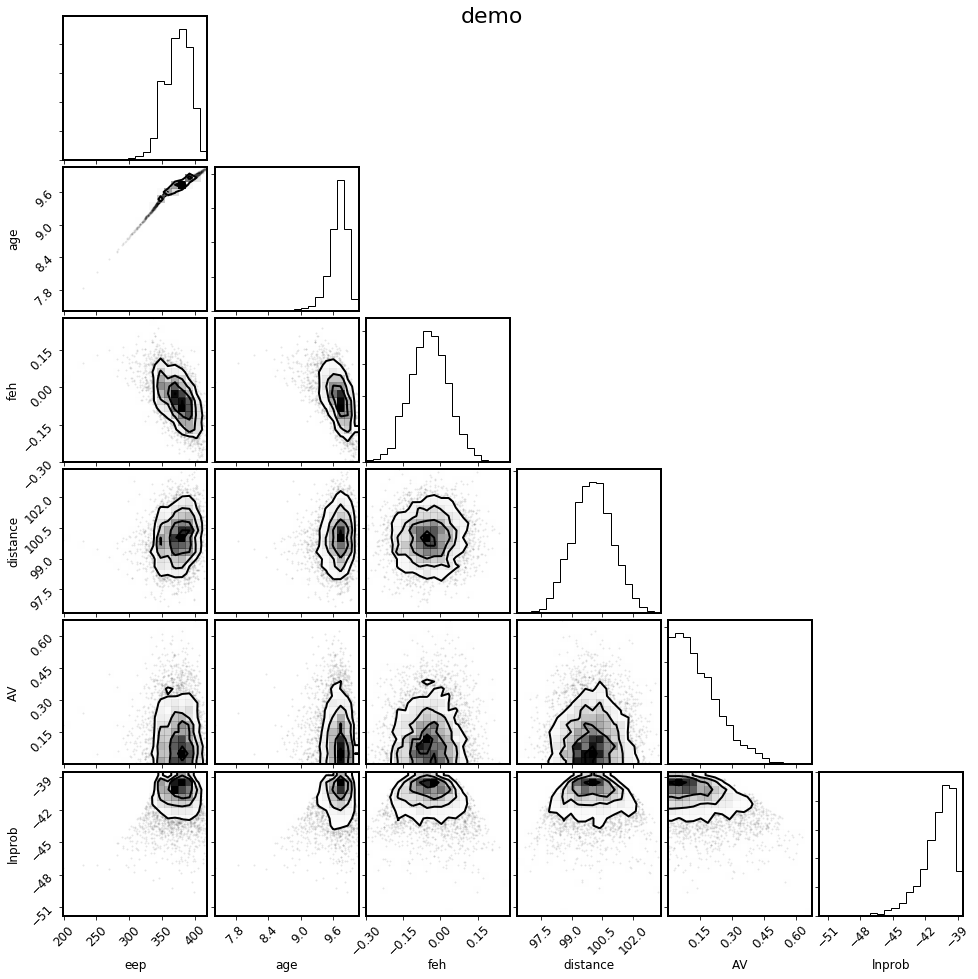 demo
9.6
9.0
8.4
7.8
age
0.15
0.00
−0.15
−0.30
feh
102.0
100.5
99.0
97.5
distance
0.60
0.45
0.30
0.15
AV
−39
−42
−45
−48
−51
lnprob
200 250 300 350 400 7.8 8.4 9.0 9.6 −0.30 −0.15 0.00 0.15 97.5 99.0 100.5 102.0 0.15 0.30 0.45 0.60 −51 −48 −45 −42 −39
eep age feh distance AV lnprob